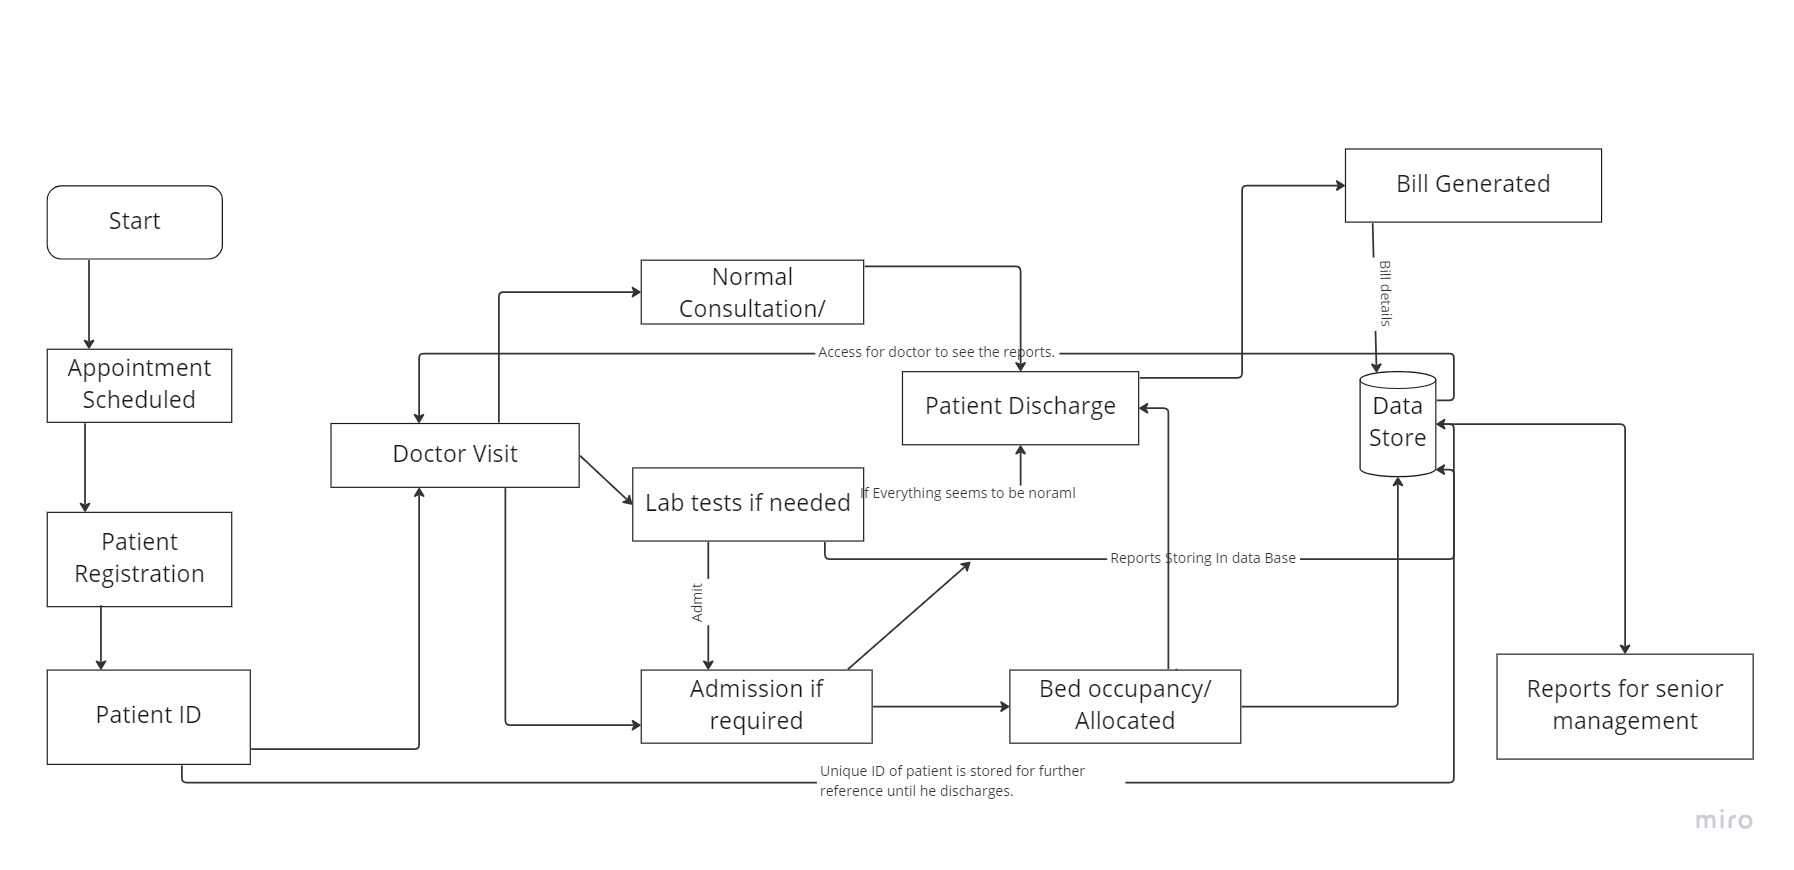 Start
Appointment
Scheduled
Patient
Registration
Patient ID
Doctor Visit
Normal
Consultation/
Access for doctor to see the reports.
Patient Discharge
Lab tests if needed
If Everything seems to be noraml
Reports Storing In data Base
Admit
Admission if
required
Bed occupancy/
Allocated
Unique ID of patient is stored for further
reference until he discharges.
Bill Generated
Bill details
Data
Store
Reports for senior
management
miro